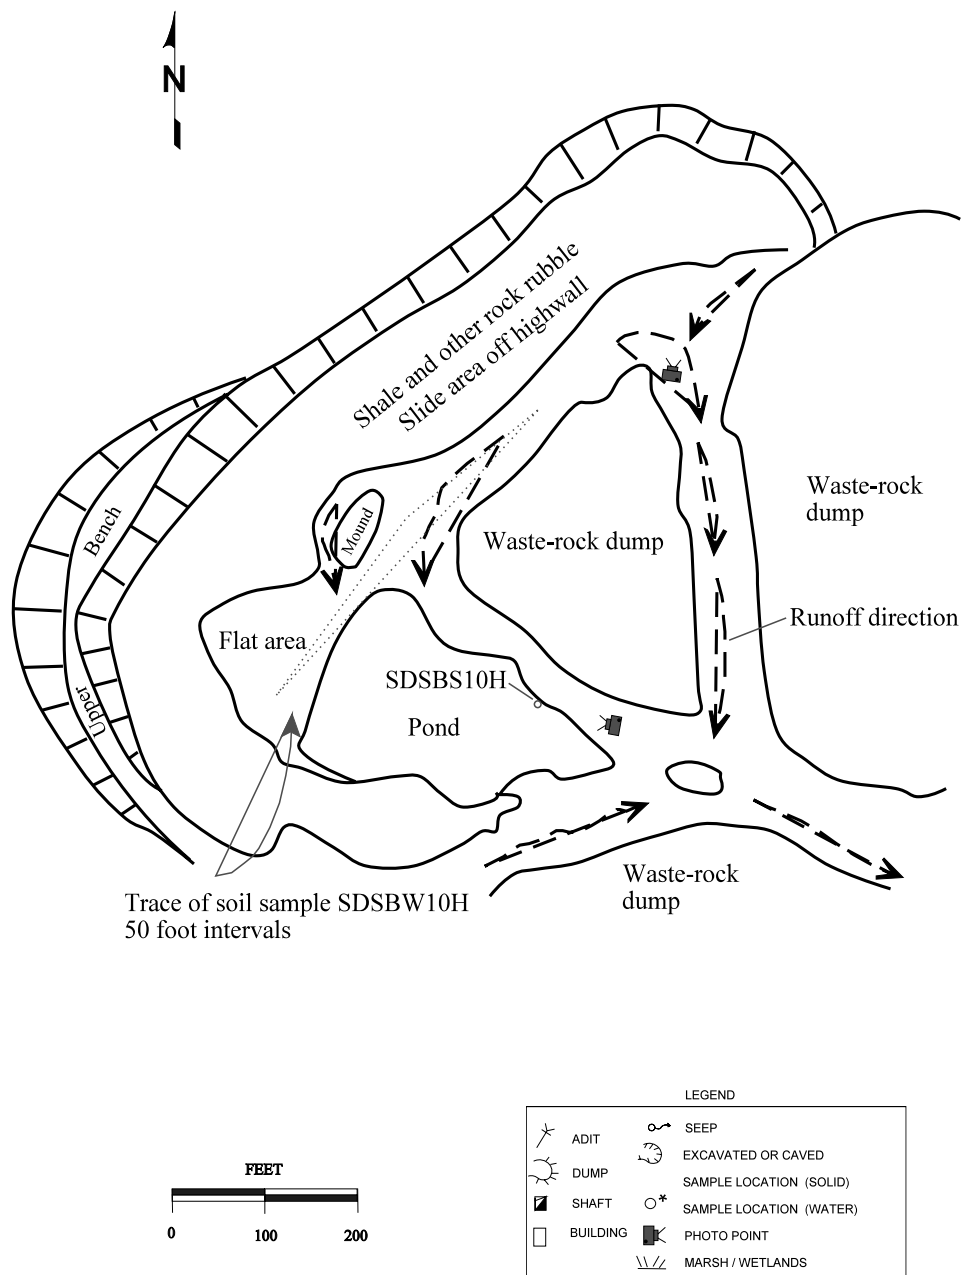 N
Shale and other rock rubble
Slide area off highwall
Waste-rock
dump
Bench
Mound
Waste-rock dump
Runoff direction
Flat area
SDSBS10H
Pond
Upper
Waste-rock
dump
Trace of soil sample SDSBW10H
50 foot intervals
LEGEND
ADIT
SEEP
EXCAVATED OR CAVED
DUMP
SAMPLE LOCATION (SOLID)
SHAFT
* SAMPLE LOCATION (WATER)
BUILDING
PHOTO POINT
MARSH / WETLANDS
FEET
0 100 200